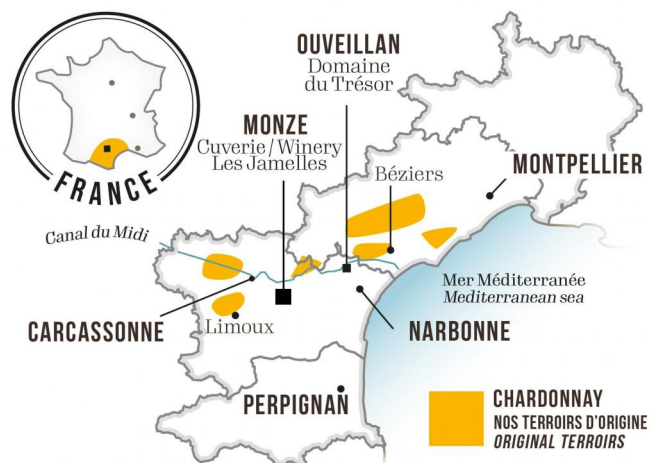 FRANCE
OUVEILLAN
Domaine
du Trésor
MONZE
Cuverie / Winery
Les Jamelles
Béziers
MONTPELLIER
Canal du Midi
Mer Méditerranée
Mediterranean sea
CARCASSONNE
Limoux
NARBONNE
PERPIGNAN
CHARDONNAY
NOS TERROIRS D'ORIGINE
ORIGINAL TERROIRS